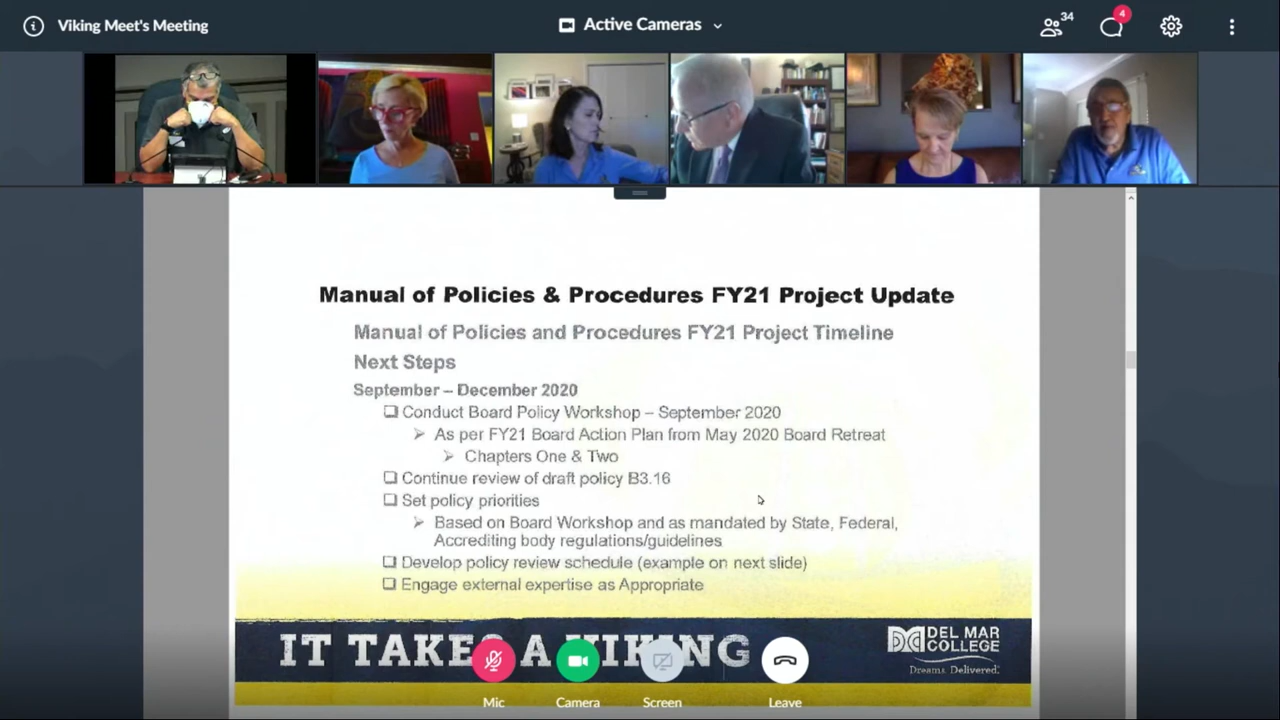 Viking Meet's Meeting
Active Cameras
34
4
Manual of Policies & Procedures FY21 Project Update
Manual of Policies and Procedures FY21 Project Timeline
Next Steps
September – December 2020
Conduct Board Policy Workshop – September 2020
As per FY21 Board Action Plan from May 2020 Board Retreat
Chapters One & Two
Continue review of draft policy B3.16
Set policy priorities
Based on Board Workshop and as mandated by State, Federal,
Accrediting body regulations/guidelines
Develop policy review schedule (example on next slide)
Engage external expertise as Appropriate
IT TAKES A VIKING
DEL MAR
COLLEGE
Dreams. Delivered.
Mic
Camera
Screen
Leave